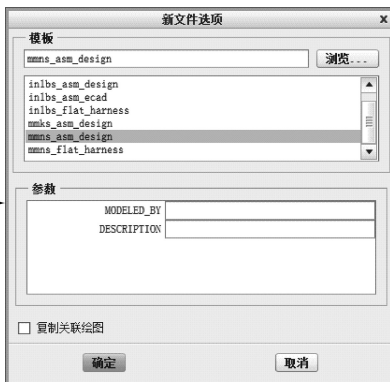 新文件选项
x
模板
mmns_asm_design
浏览...
inlbs_asm_design
inlbs_asm_ecad
inlbs_flat_harness
mmks_asm_design
mmns_asm_design
mmns_flat_harness
参数
MODELED_BY
DESCRIPTION
复制关联绘图
确定 取消